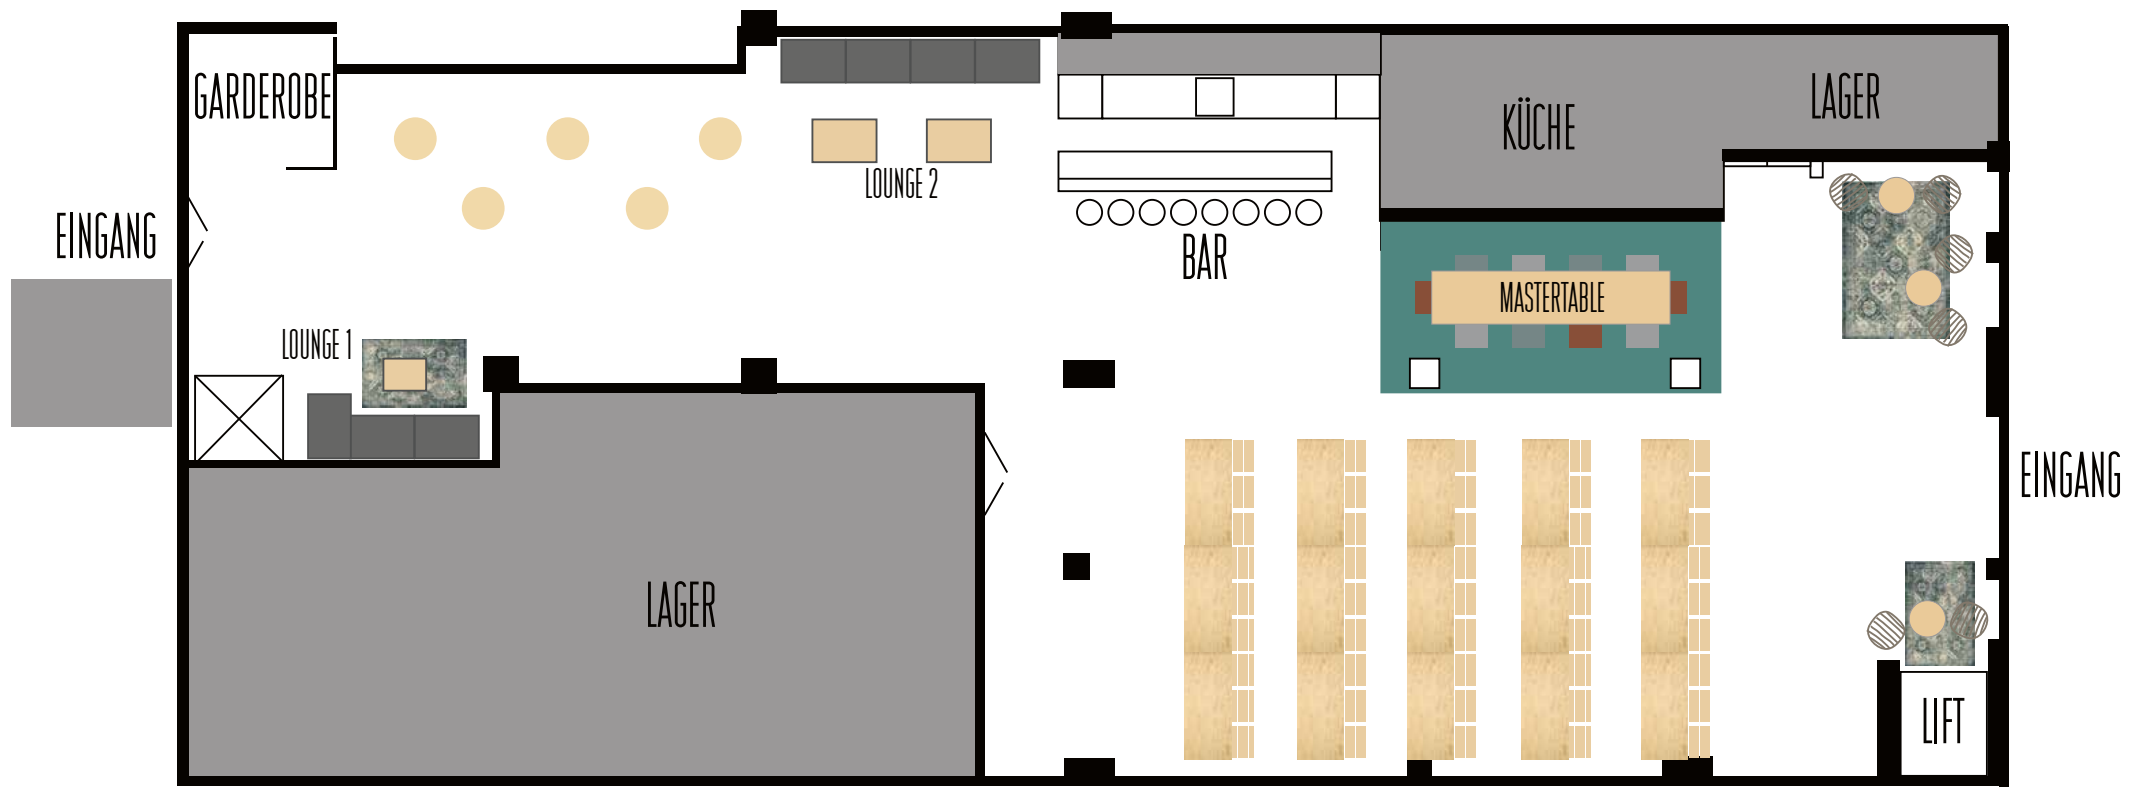 GARDEROBE
KÜCHE
LAGER
LOUNGE 2
EINGANG
BAR
MASTERTABLE
LOUNGE 1
EINGANG
LAGER
LIFT